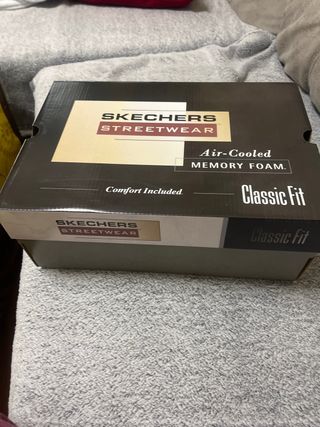 SKECHERS
STREETWEAR
Air-Cooled
MEMORY FOAM.
Comfort Included
Classic Fit
SKECHERS
STREETWEAR
Classic Fit